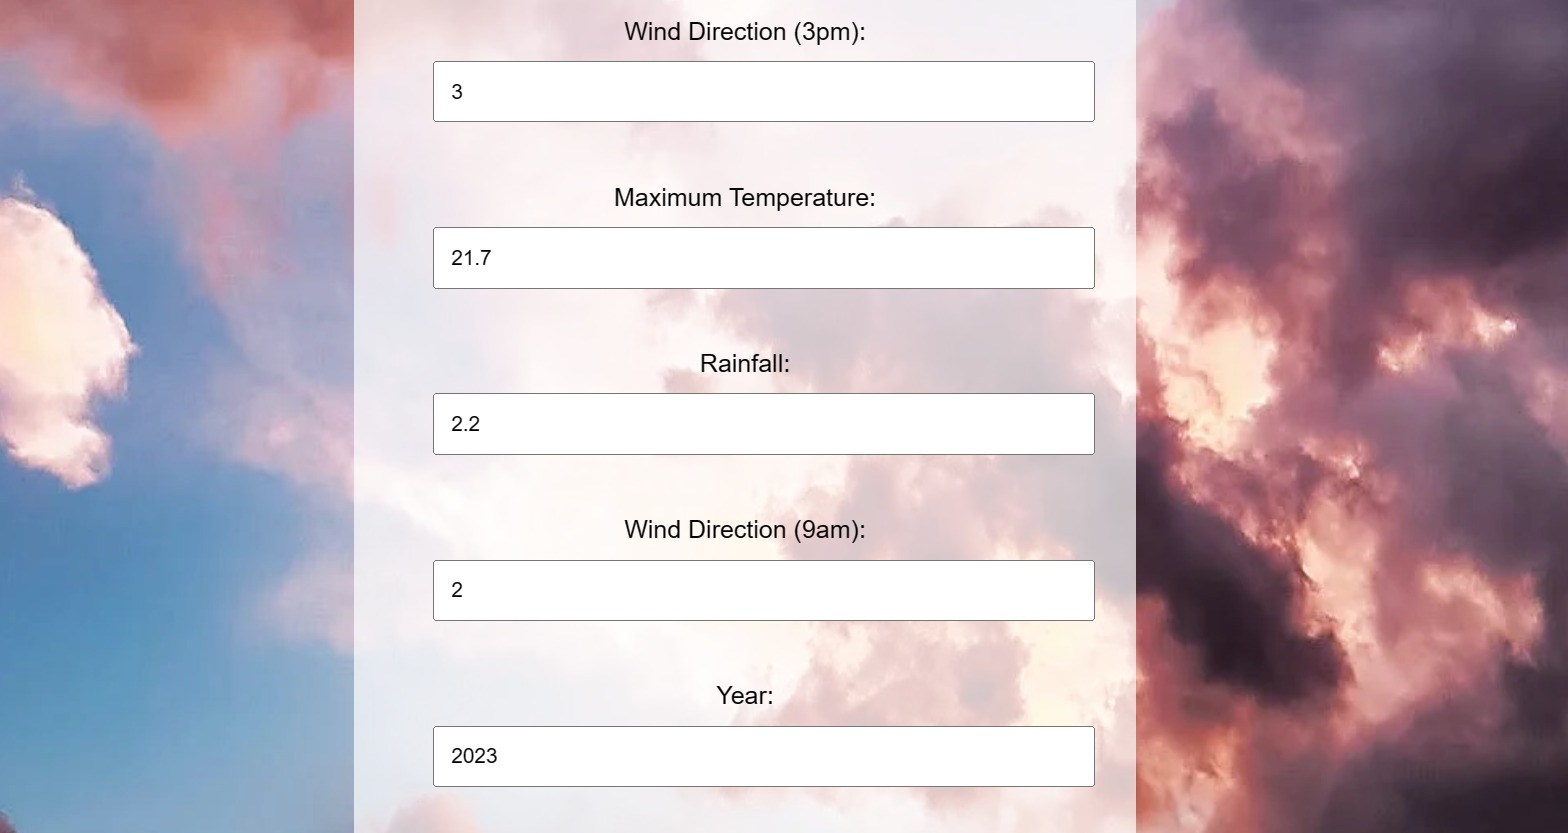 Wind Direction (3pm):
3
Maximum Temperature:
21.7
Rainfall:
2.2
Wind Direction (9am):
2
Year:
2023